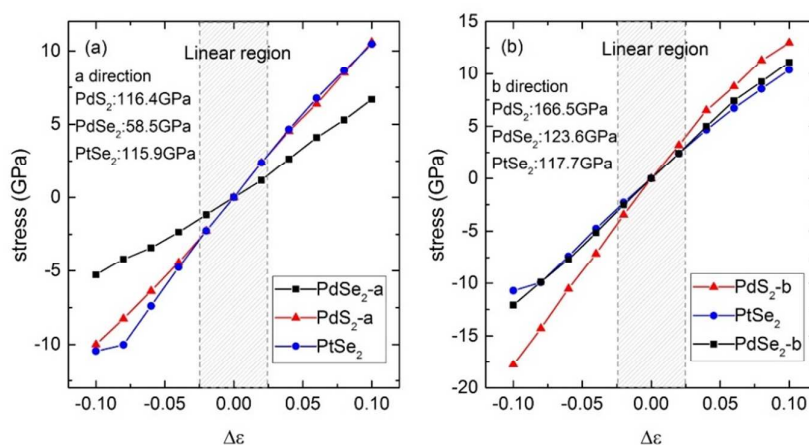 (a)
Linear region
a direction
PdS₂:116.4GPa
PdSe₂:58.5GPa
PtSe₂:115.9GPa
stress (GPa)
10
5
0
-5
-10
PdSe₂-a
PdS₂-a
PtSe₂
-0.10 -0.05 0.00 0.05 0.10
Δε
(b)
Linear region
b direction
PdS₂:166.5GPa
PdSe₂:123.6GPa
PtSe₂:117.7GPa
stress (GPa)
15
10
5
0
-5
-10
-15
-20
PdS₂-b
PtSe₂
PdSe₂-b
-0.10 -0.05 0.00 0.05 0.10
Δε